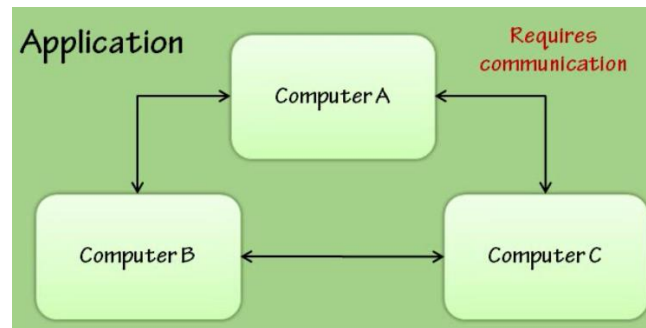 Application
Requires
communication
Computer A
Computer B
Computer C